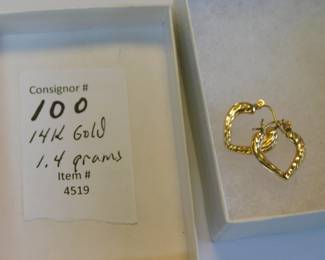 Consignor #
100
14K Gold
1.4 grams
Item #
4519